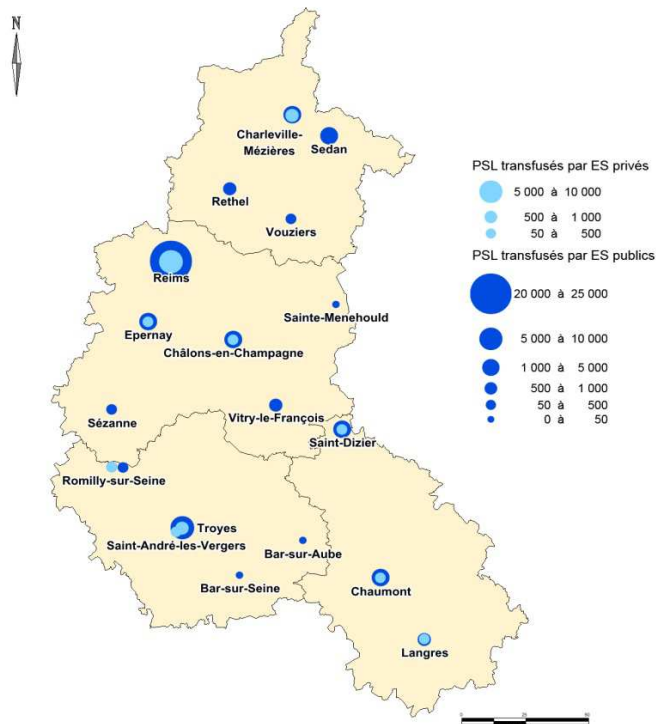 N
Charleville-
Mézières
Sedan
Rethel
Vouziers
Reims
Sainte-Menehould
Epernay
Châlons-en-Champagne
Sézanne
Vitry-le-François
Saint-Dizier
Romilly-sur-Seine
Troyes
Saint-André-les-Vergers
Bar-sur-Aube
Bar-sur-Seine
Chaumont
Langres
PSL transfusés par ES privés
5 000 à 10 000
500 à 1 000
50 à 500
PSL transfusés par ES publics
20 000 à 25 000
5 000 à 10 000
1 000 à 5 000
500 à 1 000
50 à 500
0 à 50